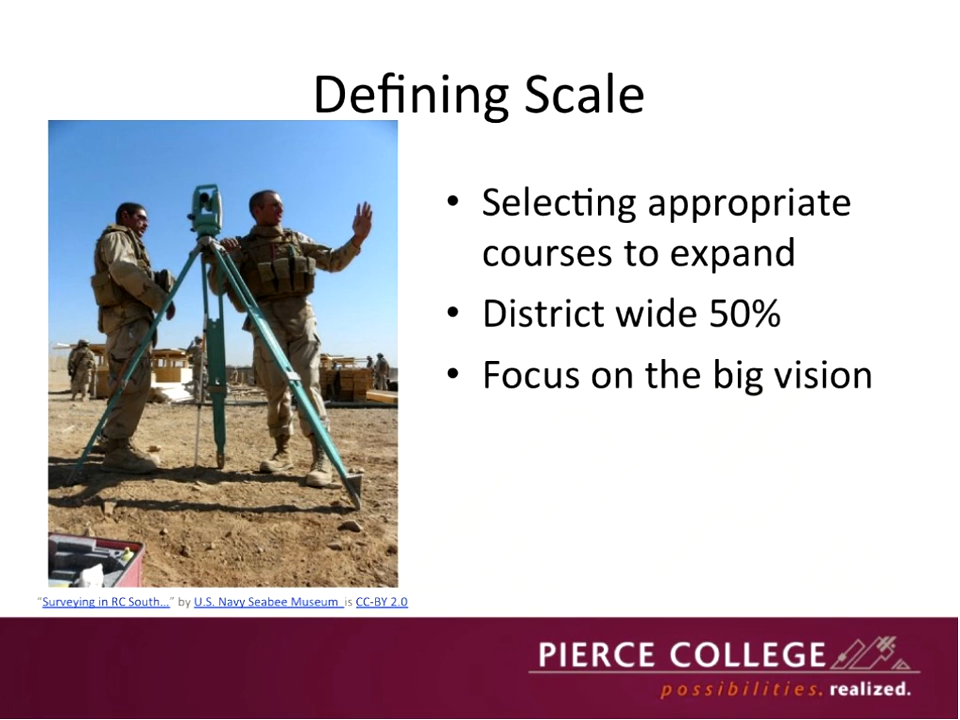 Defining Scale
• Selecting appropriate
courses to expand
• District wide 50%
• Focus on the big vision
“Surveying in RC South...” by U.S. Navy Seabee Museum is CC-BY 2.0
PIERCE COLLEGE
possibilities. realized.